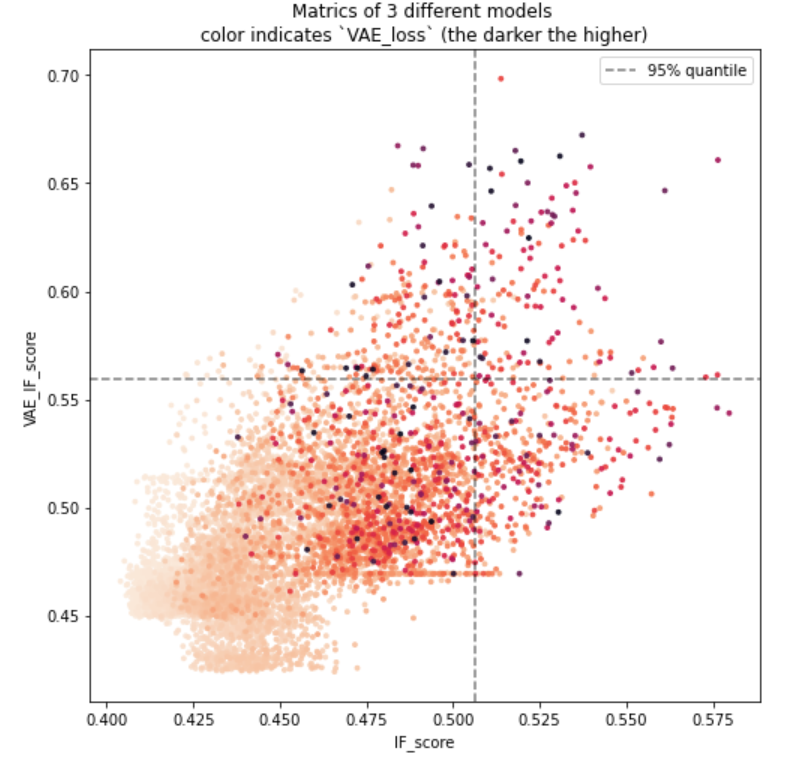 Matrics of 3 different models
color indicates `VAE_loss` (the darker the higher)
95% quantile
0.70
0.65
0.60
0.55
0.50
0.45
VAE_IF_score
0.400 0.425 0.450 0.475 0.500 0.525 0.550 0.575
IF_score